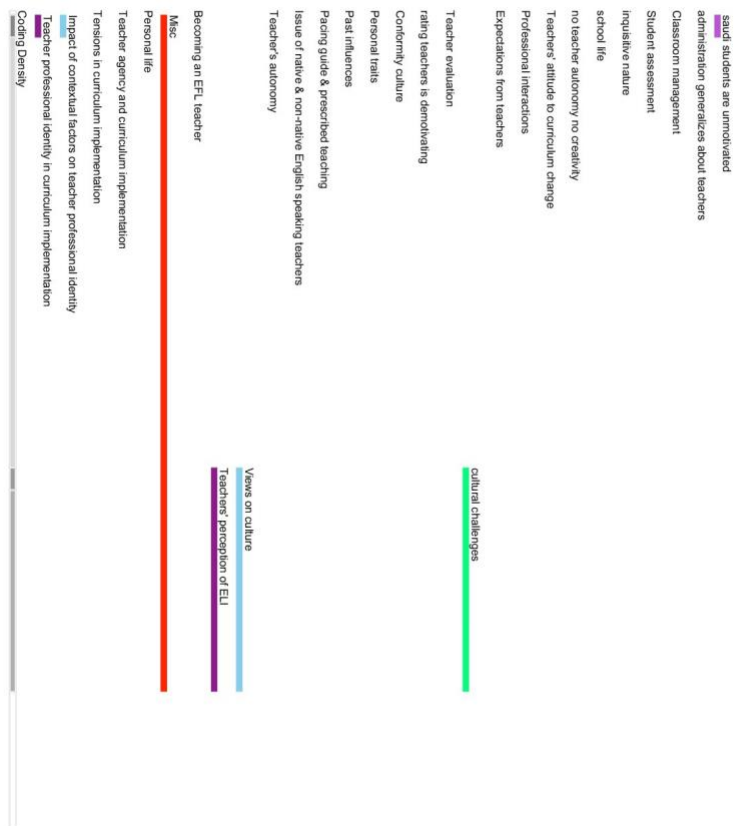 saudi students are unmotivated
administration generalizes about teachers
Classroom management
Student assessment
inquisitive nature
school life
no teacher autonomy no creativity
Teachers' attitude to curriculum change
Professional interactions
Expectations from teachers
cultural challenges
Teacher evaluation
rating teachers is demotivating
Conformity culture
Personal traits
Past influences
Pacing guide & prescribed teaching
Issue of native & non-native English speaking teachers
Teacher's autonomy
Views on culture
Teachers' perception of ELI
Becoming an EFL teacher
Misc
Personal life
Teacher agency and curriculum implementation
Tensions in curriculum implementation
Impact of contextual factors on teacher professional identity
Teacher professional identity in curriculum implementation
Coding Density